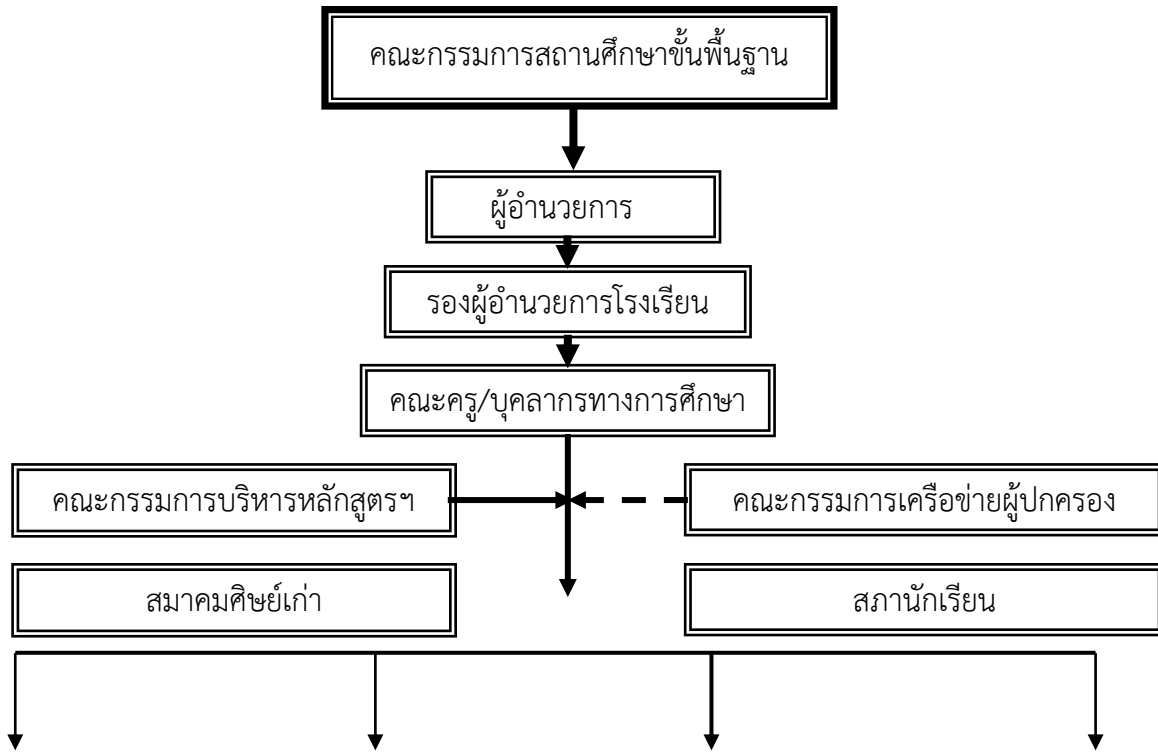 คณะกรรมการสถานศึกษาขั้นพื้นฐาน
ผู้อำนวยการ
รองผู้อำนวยการโรงเรียน
คณะครู/บุคลากรทางการศึกษา
คณะกรรมการบริหารหลักสูตรฯ
คณะกรรมการเครือข่ายผู้ปกครอง
สมาคมศิษย์เก่า
สภานักเรียน